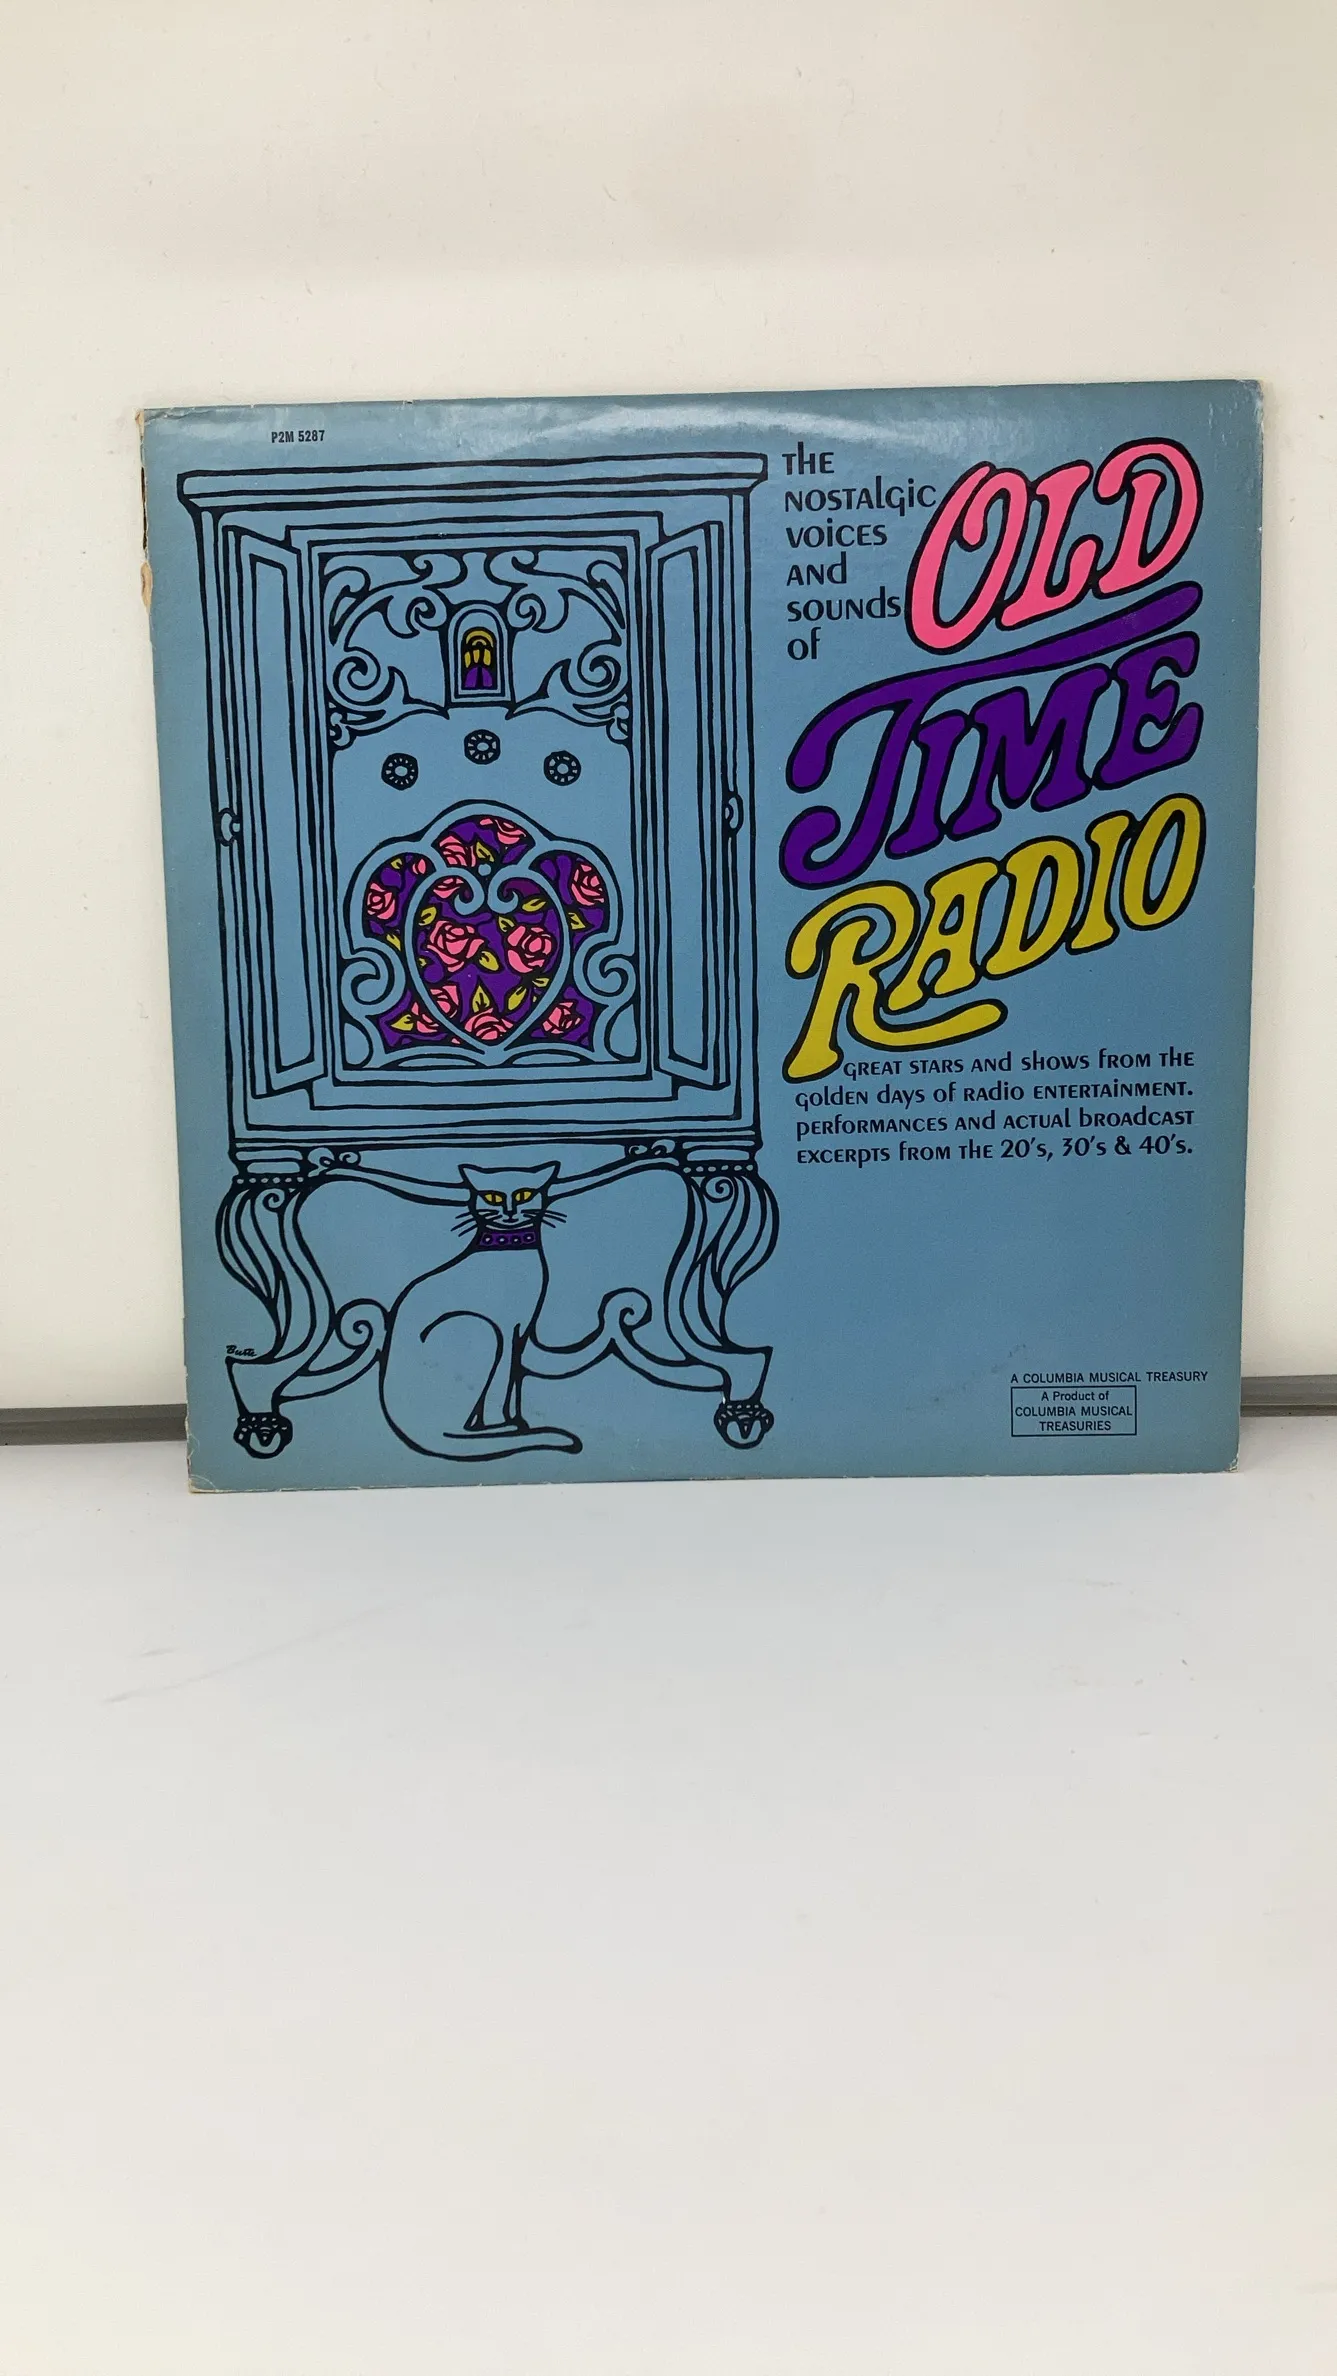 P2M 5287
THE
NOSTAlgic
VOiCES
ANd
SOUNds
of
OLD
TIME
RADIO
GREAT STARS ANd shows fROM THE
goldEN dAys of RAdio ENTERTAiNMENT.
pERfORMANCES ANd ACTUAl bROAdCAST
EXCERpTS fROM THE 20's, 30's & 40's.
A COLUMBIA MUSICAL TREASURY
A Product of
COLUMBIA MUSICAL
TREASURIES